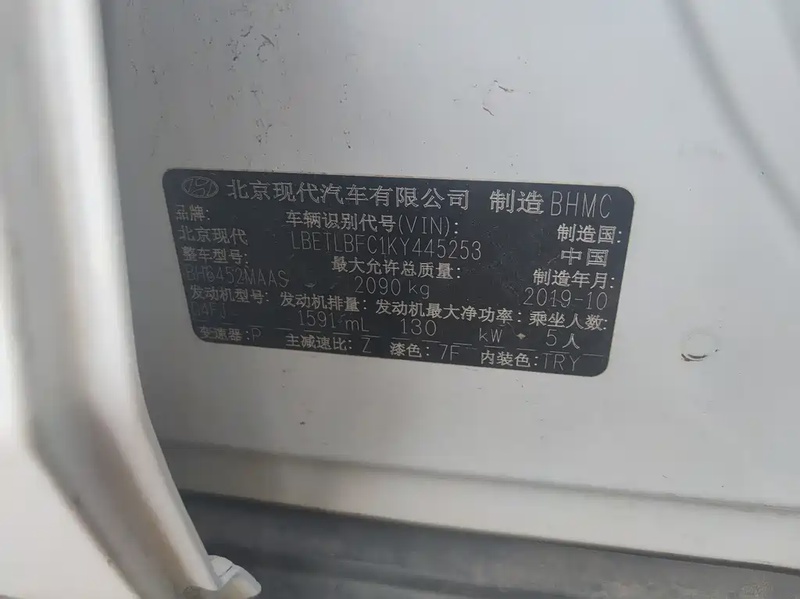 北京现代汽车有限公司 制造 BHMC
品牌: 车辆识别代号(VIN): 制造国:
北京现代 LBETLBFC1KY445253 中国
整车型号: 最大允许总质量: 制造年月:
BH6452MAAS 2090 kg 2019-10
发动机型号: 发动机排量: 发动机最大净功率: 乘坐人数:
G4FJ 1591 mL 130 kW 5 人
变速器: P 主减速比: Z 漆色: 7F 内装色: TRY